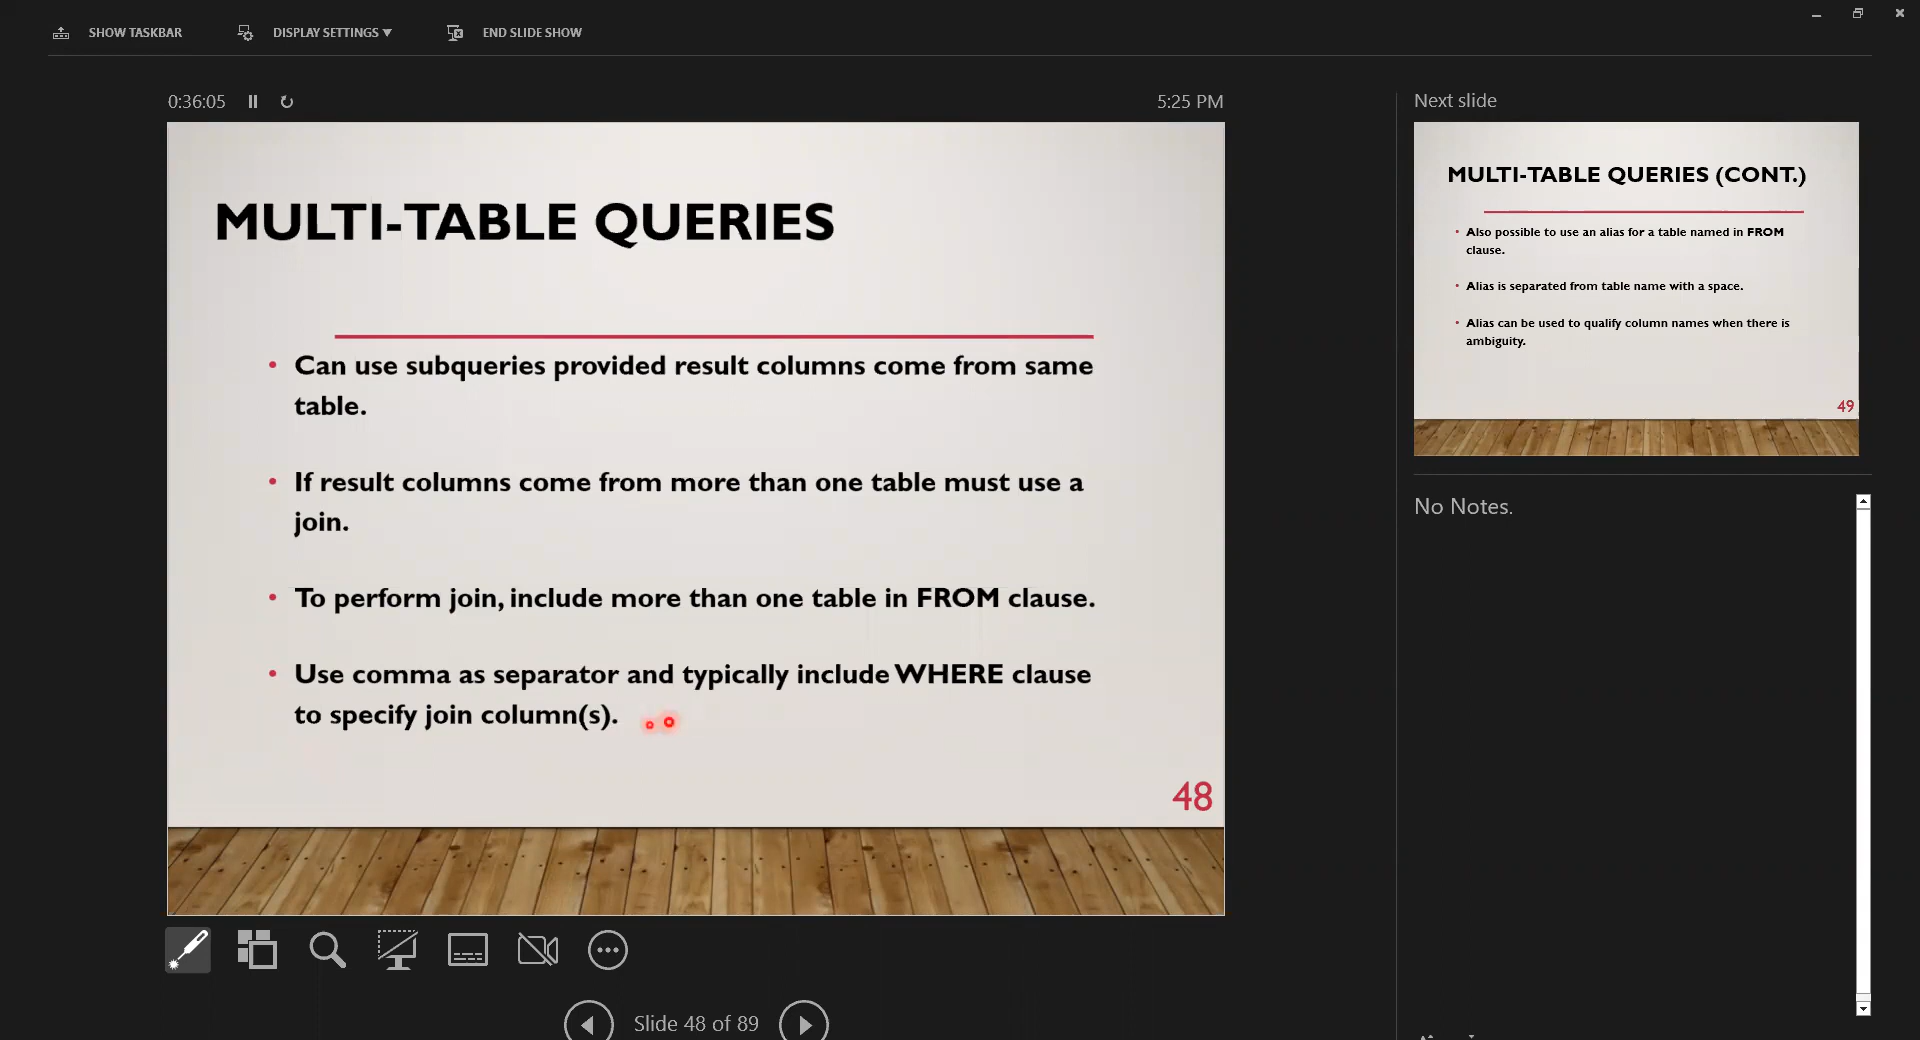 SHOW TASKBAR
DISPLAY SETTINGS ▼
END SLIDE SHOW
0:36:05
5:25 PM
MULTI-TABLE QUERIES
• Can use subqueries provided result columns come from same
table.
• If result columns come from more than one table must use a
join.
• To perform join, include more than one table in FROM clause.
• Use comma as separator and typically include WHERE clause
to specify join column(s).
48
Slide 48 of 89
Next slide
MULTI-TABLE QUERIES (CONT.)
• Also possible to use an alias for a table named in FROM
clause.
• Alias is separated from table name with a space.
• Alias can be used to qualify column names when there is
ambiguity.
49
No Notes.